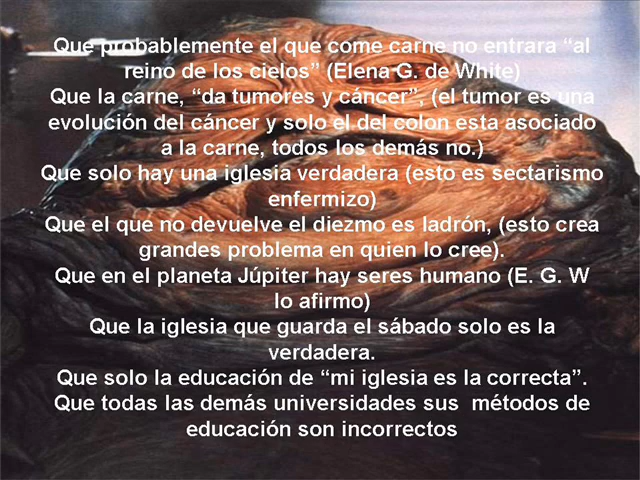 Que probablemente el que come carne no entrara “al
reino de los cielos” (Elena G. de White)
Que la carne, “da tumores y cáncer”, (el tumor es una
evolución del cáncer y solo el del colon esta asociado
a la carne, todos los demás no.)
Que solo hay una iglesia verdadera (esto es sectarismo
enfermizo)
Que el que no devuelve el diezmo es ladrón, (esto crea
grandes problema en quien lo cree).
Que en el planeta Júpiter hay seres humano (E. G. W
lo afirmo)
Que la iglesia que guarda el sábado solo es la
verdadera.
Que solo la educación de “mi iglesia es la correcta”.
Que todas las demás universidades sus  métodos de
educación son incorrectos